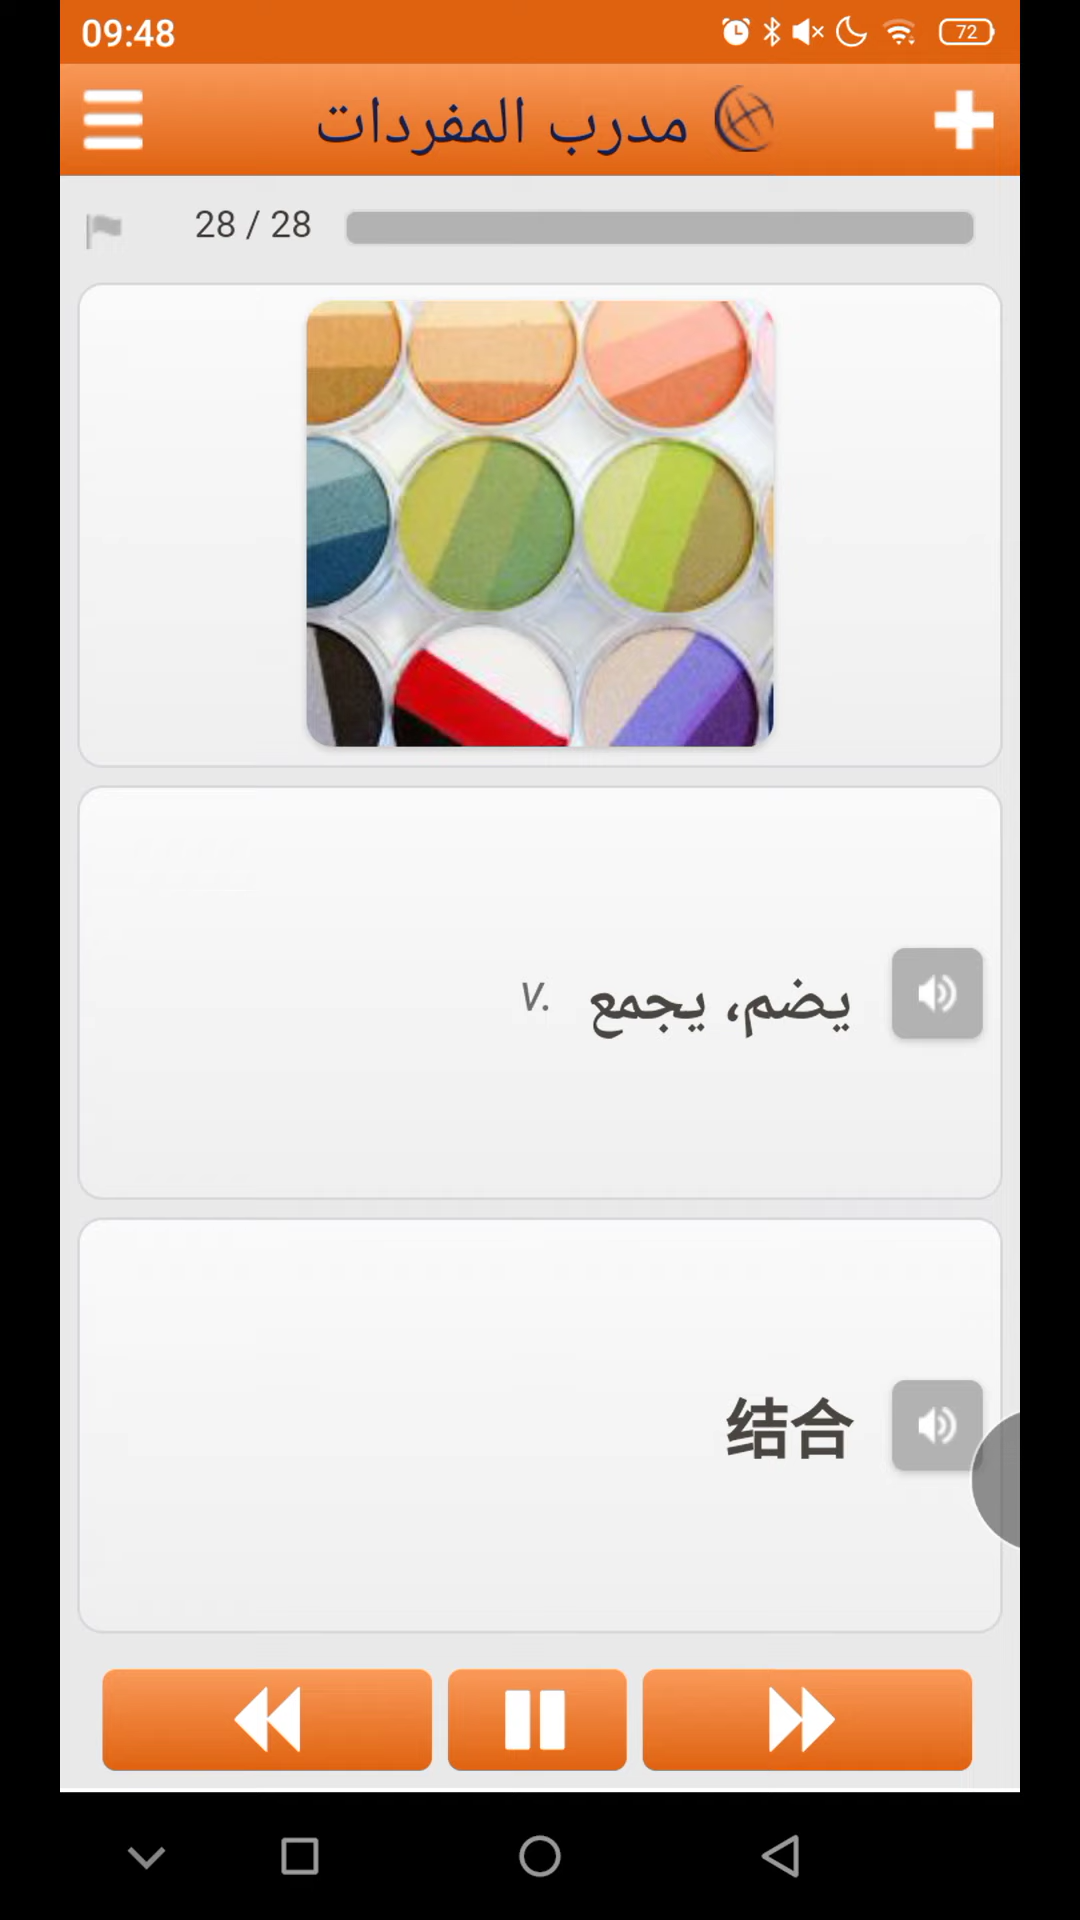 09:48
72
مدرب المفردات
28 / 28
يضم، يجمع v.
结合